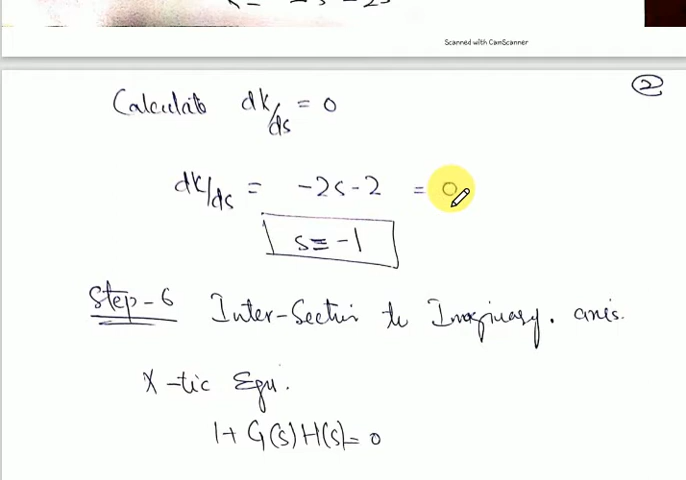 Scanned with CamScanner
②
Calculate dk/ds = 0
dk/ds = -2s-2 = 0
s = -1
Step-6 Inter-Section to Imaginary. axis.
X-tic Equ.
1+ G(s)H(s)=0